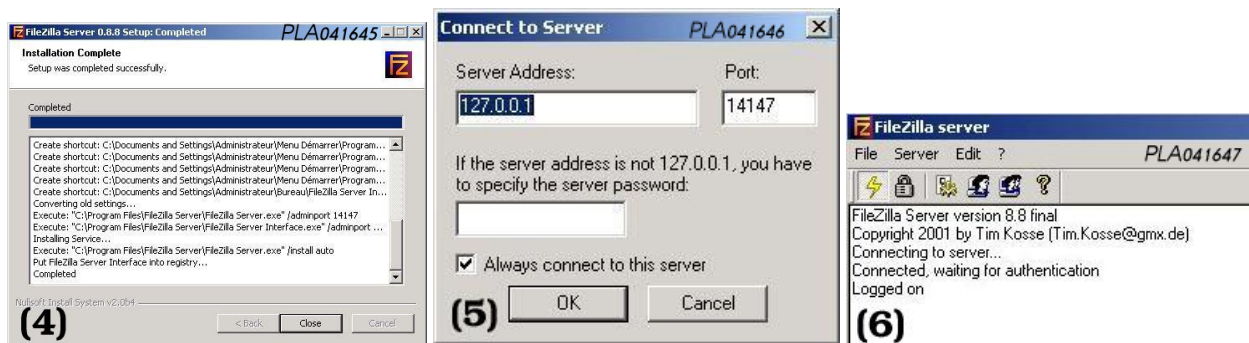 FileZilla Server 0.8.8 Setup: Completed
PLA041645
Installation Complete
Setup was completed successfully.
Completed
Create shortcut: C:\Documents and Settings\Administrateur\Menu Démarrer\Program...
Create shortcut: C:\Documents and Settings\Administrateur\Menu Démarrer\Program...
Create shortcut: C:\Documents and Settings\Administrateur\Menu Démarrer\Program...
Create shortcut: C:\Documents and Settings\Administrateur\Menu Démarrer\Program...
Create shortcut: C:\Documents and Settings\Administrateur\Bureau\FileZilla Server In...
Converting old settings...
Execute: "C:\Program Files\FileZilla Server\FileZilla Server.exe" /adminport 14147
Execute: "C:\Program Files\FileZilla Server\FileZilla Server Interface.exe" /adminport ...
Installing Service...
Execute: "C:\Program Files\FileZilla Server\FileZilla Server.exe" /install auto
Put FileZilla Server Interface into registry...
Completed
Nullsoft Install System v2.0b4
(4)
< Back Close Cancel
Connect to Server
PLA041646
Server Address: Port:
127.0.0.1 14147
If the server address is not 127.0.0.1, you have
to specify the server password:
Always connect to this server
(5)
OK Cancel
FileZilla server
File Server Edit ?
PLA041647
FileZilla Server version 8.8 final
Copyright 2001 by Tim Kosse (Tim.Kosse@gmx.de)
Connecting to server...
Connected, waiting for authentication
Logged on
(6)